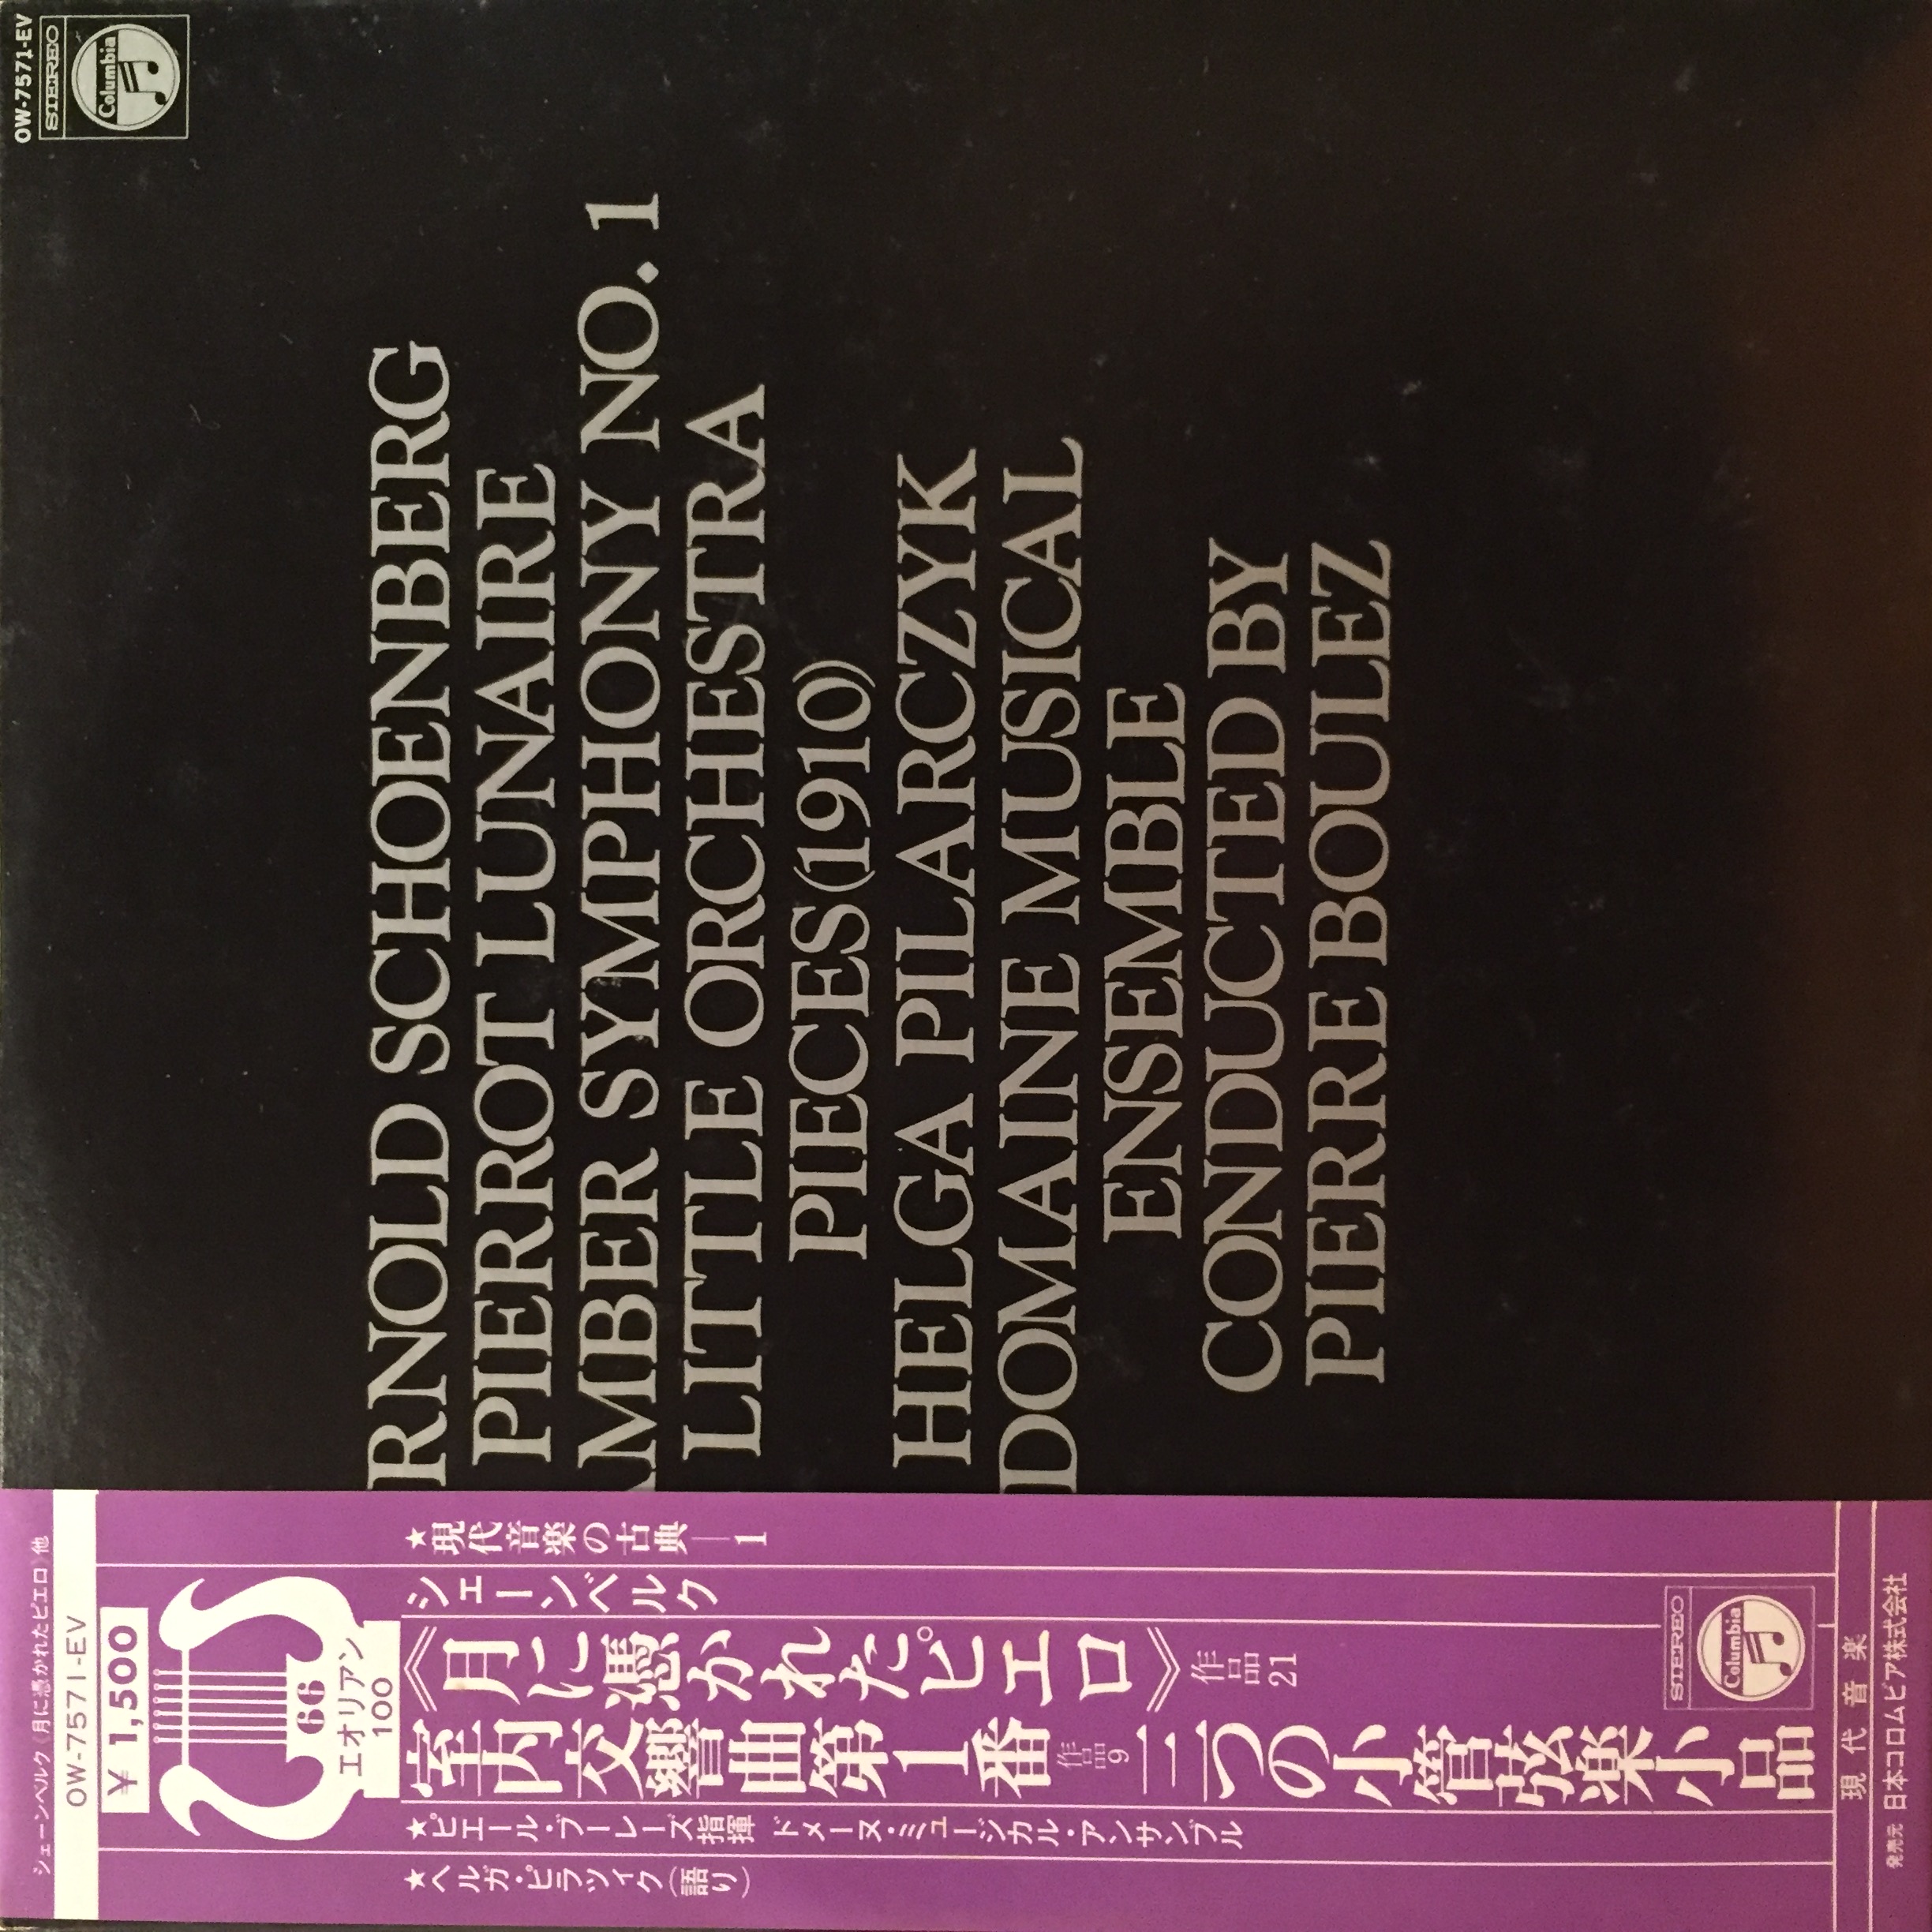 OW-7571-EV
STEREO
Columbia
RNOLD SCHOENBERG
PIERROT LUNAIRE
AMBER SYMPHONY NO. 1
LITTLE ORCHESTRA
PIECES(1910)
HELGA PILARCZYK
DOMAINE MUSICAL
ENSEMBLE
CONDUCTED BY
PIERRE BOULEZ
シェーンベルク《月に憑かれたピエロ》他
OW-7571-EV
¥1,500
66
エオリアン
100
★現代音楽の古典—1
シェーンベルク
《月に憑かれたピエロ》作品21
室内交響曲第1番 作品9 三つの小管弦楽小品
★ピエール・ブーレーズ指揮 ドメーヌ・ミュージカル・アンサンブル
★ヘルガ・ピラツィク(語り)
STEREO
Columbia
現代音楽
発売元 日本コロムビア株式会社